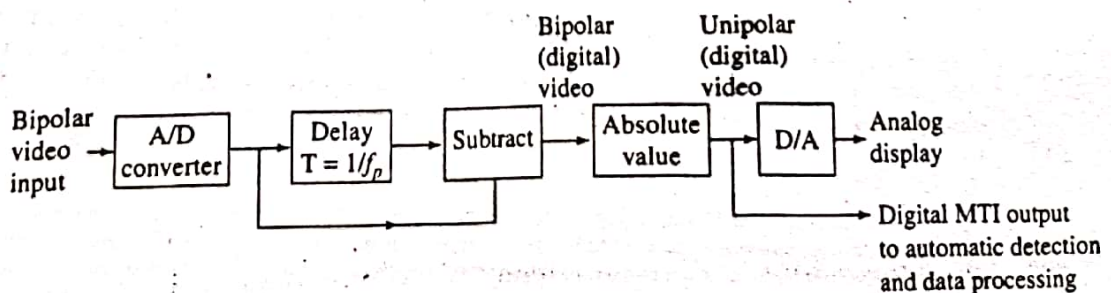 Bipolar
(digital)
video
Unipolar
(digital)
video
Bipolar
video
input
A/D
converter
Delay
T = 1/fp
Subtract
Absolute
value
D/A
Analog
display
Digital MTI output
to automatic detection
and data processing